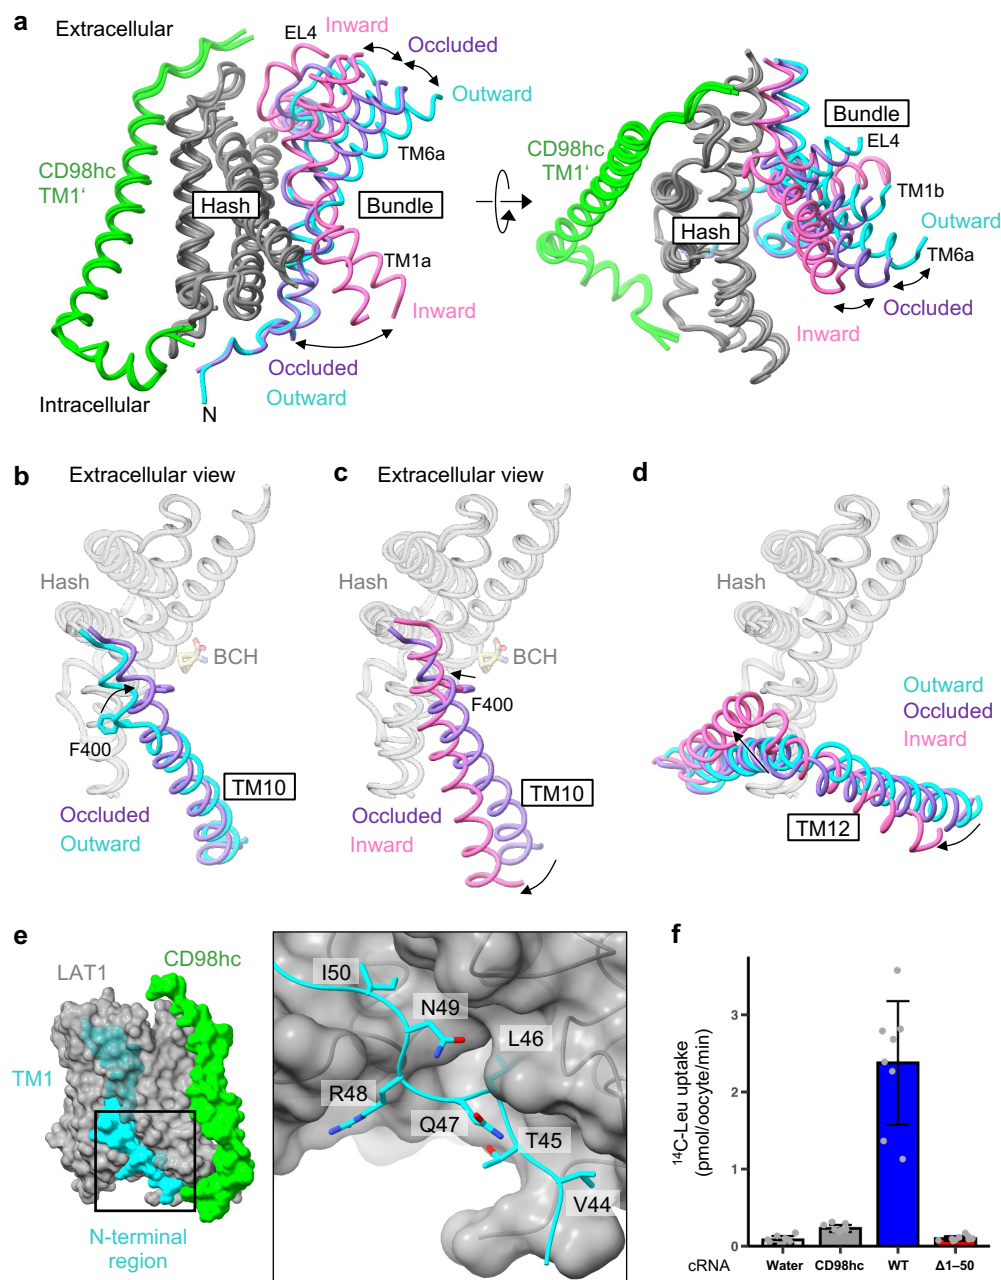 a
Extracellular
EL4
Inward
Occluded
Outward
TM6a
CD98hc
TM1‘
Hash
Bundle
TM1a
Inward
Occluded
Outward
Intracellular
N
Bundle
EL4
CD98hc
TM1‘
TM1b
Hash
Outward
TM6a
Occluded
Inward
b
Extracellular view
Hash
BCH
F400
TM10
Occluded
Outward
c
Extracellular view
Hash
BCH
F400
TM10
Occluded
Inward
d
Hash
Outward
Occluded
Inward
TM12
e
CD98hc
LAT1
TM1
N-terminal
region
I50
N49
L46
R48
Q47
T45
V44
f
14C-Leu uptake
(pmol/oocyte/min)
3
2
1
0
cRNA
Water
CD98hc
WT
Δ1–50